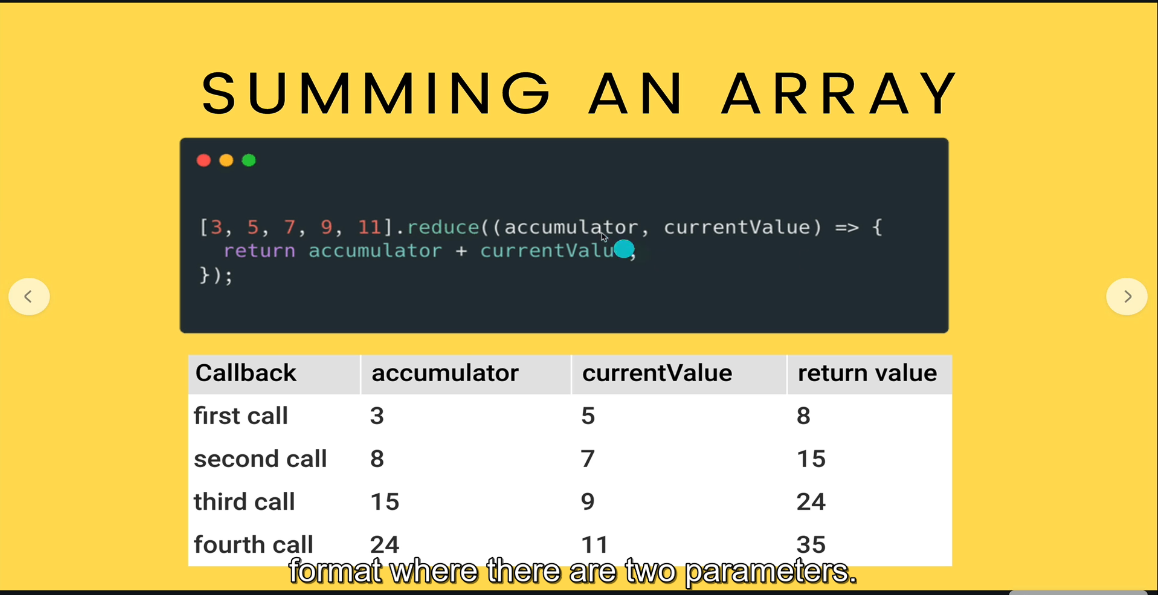 SUMMING AN ARRAY
[3, 5, 7, 9, 11].reduce((accumulator, currentValue) => {
return accumulator + currentValu ;
});
Callback accumulator currentValue return value
first call 3 5 8
second call 8 7 15
third call 15 9 24
fourth call 24 11 35
format where there are two parameters.